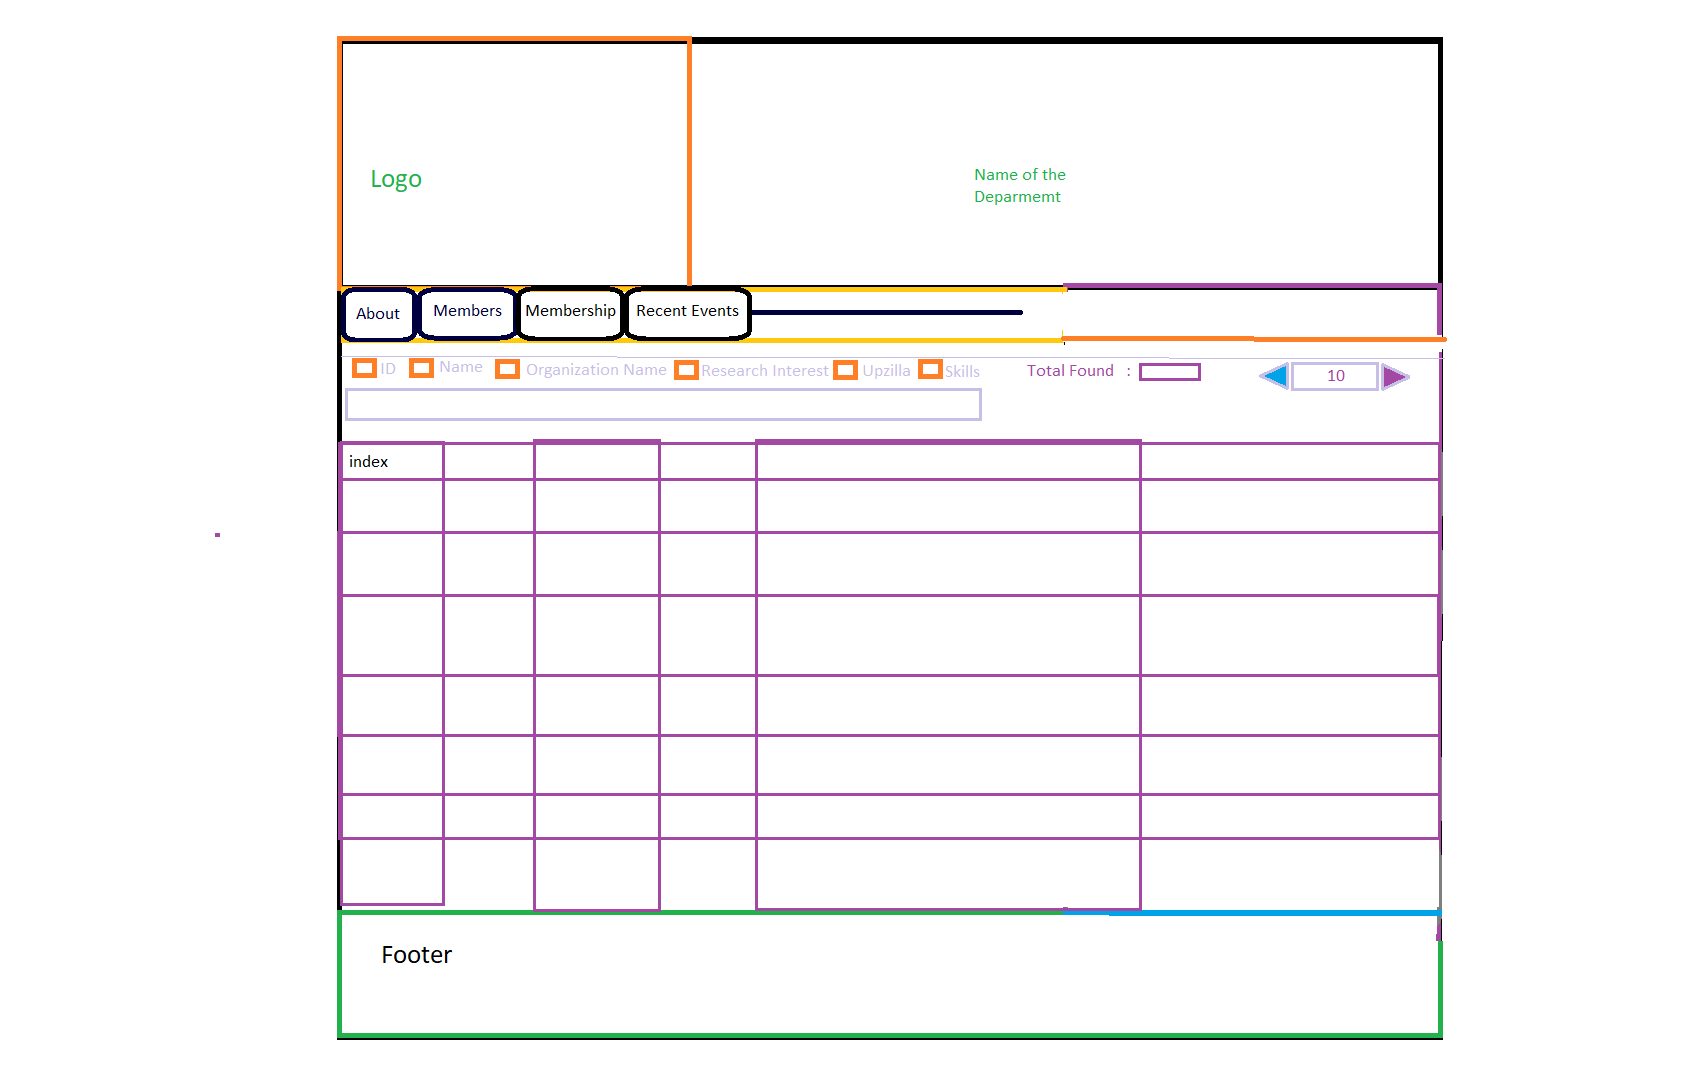 Logo
Name of the
Deparmemt
About
Members
Membership
Recent Events
ID
Name
Organization Name
Research Interest
Upzilla
Skills
Total Found :
10
index
Footer